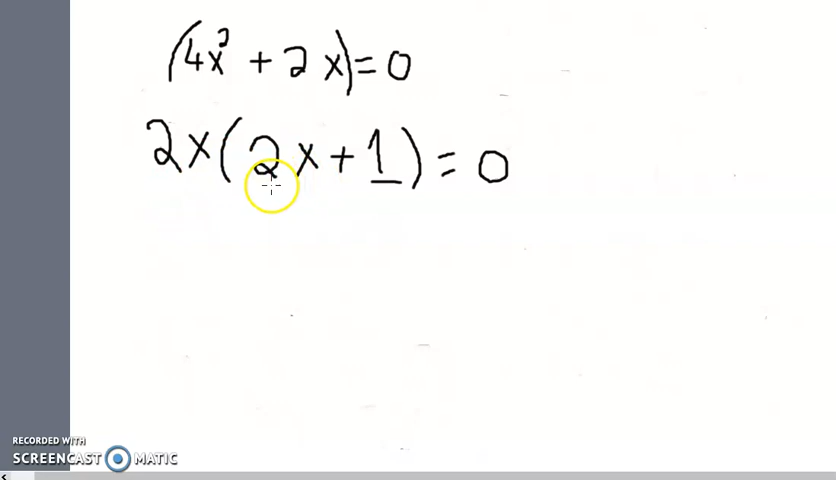 (4x² + 2x) = 0
2x(2x + 1) = 0
RECORDED WITH
SCREENCAST MATIC